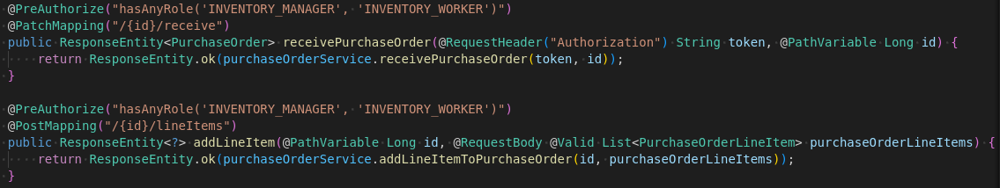 @PreAuthorize("hasAnyRole('INVENTORY_MANAGER', 'INVENTORY_WORKER')")
@PatchMapping("/{id}/receive")
public ResponseEntity<PurchaseOrder> receivePurchaseOrder(@RequestHeader("Authorization") String token, @PathVariable Long id) {
    return ResponseEntity.ok(purchaseOrderService.receivePurchaseOrder(token, id));
}

@PreAuthorize("hasAnyRole('INVENTORY_MANAGER', 'INVENTORY_WORKER')")
@PostMapping("/{id}/lineItems")
public ResponseEntity<?> addLineItem(@PathVariable Long id, @RequestBody @Valid List<PurchaseOrderLineItem> purchaseOrderLineItems) {
    return ResponseEntity.ok(purchaseOrderService.addLineItemToPurchaseOrder(id, purchaseOrderLineItems));
}